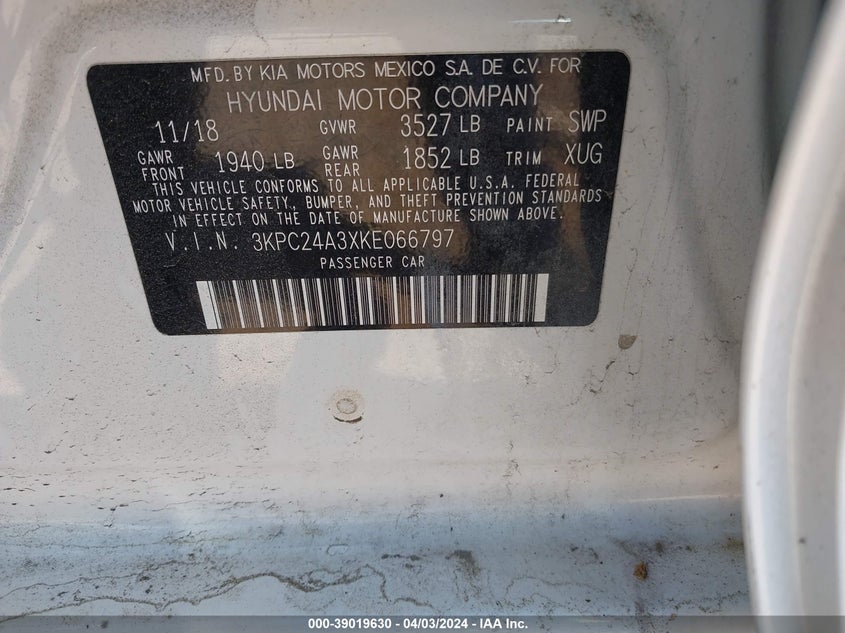 MFD. BY KIA MOTORS MEXICO S.A. DE C.V. FOR
HYUNDAI MOTOR COMPANY
11/18 GVWR 3527 LB PAINT SWP
GAWR FRONT 1940 LB GAWR REAR 1852 LB TRIM XUG
THIS VEHICLE CONFORMS TO ALL APPLICABLE U.S.A. FEDERAL
MOTOR VEHICLE SAFETY, BUMPER, AND THEFT PREVENTION STANDARDS
IN EFFECT ON THE DATE OF MANUFACTURE SHOWN ABOVE.
V.I.N. 3KPC24A3XKE066797
PASSENGER CAR
000-39019630 - 04/03/2024 - IAA Inc.